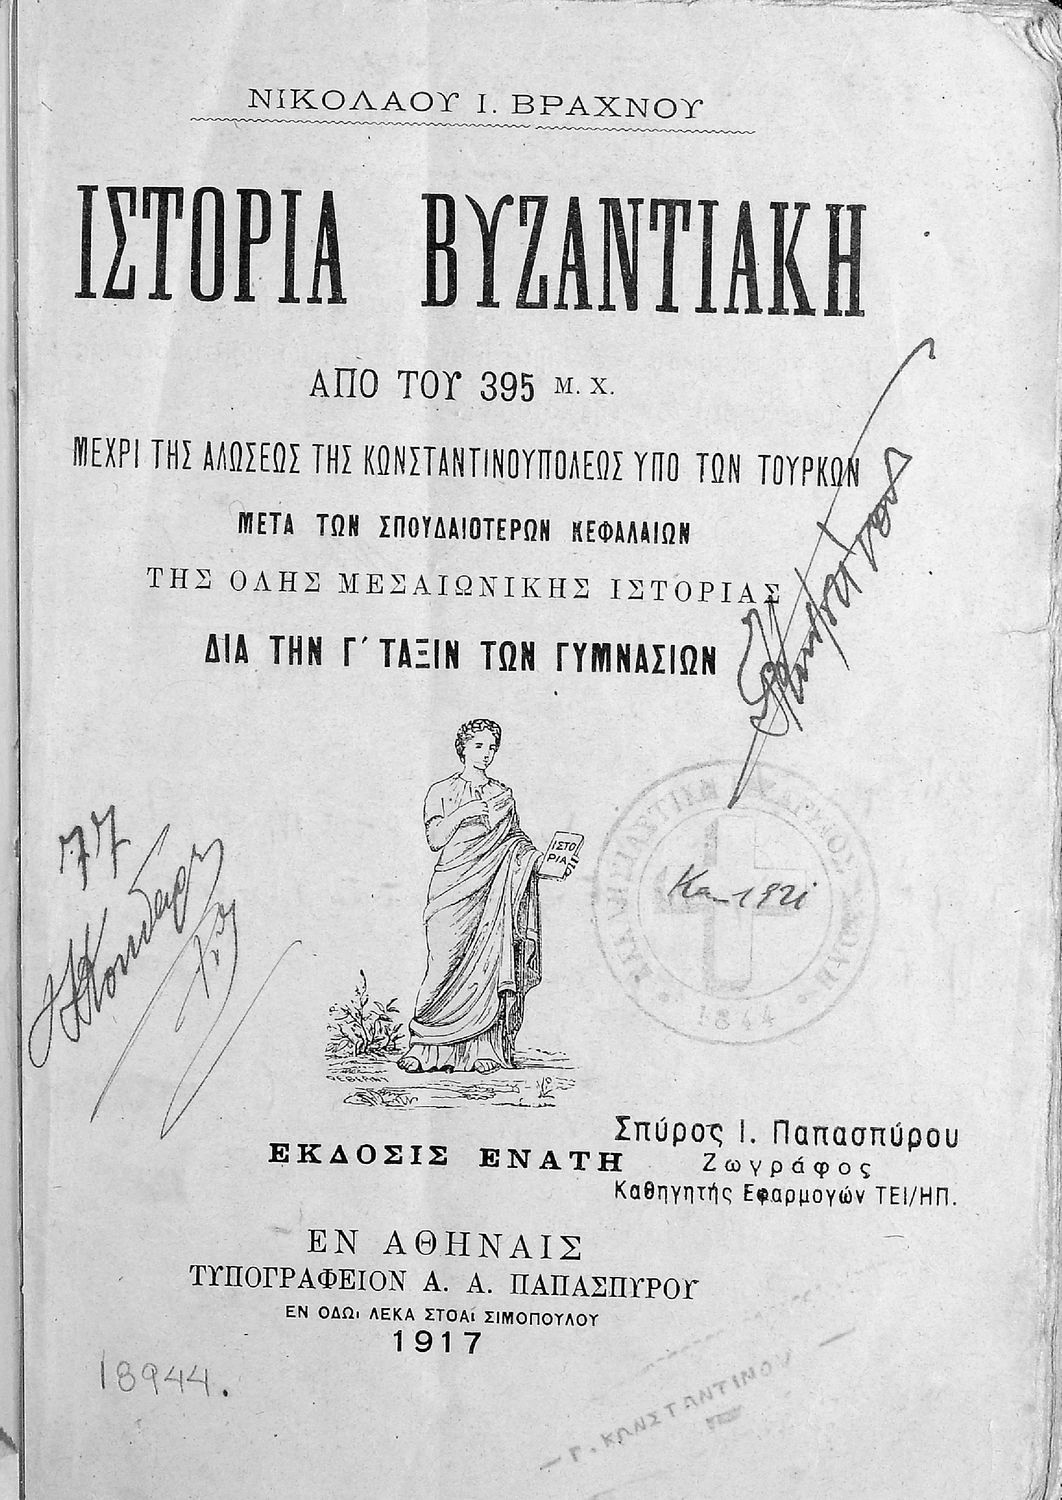 ΝΙΚΟΛΑΟΥ Ι. ΒΡΑΧΝΟΥ
ΙΣΤΟΡΙΑ ΒΥΖΑΝΤΙΑΚΗ
ΑΠΟ ΤΟΥ 395 Μ. Χ.
ΜΕΧΡΙ ΤΗΣ ΑΛΩΣΕΩΣ ΤΗΣ ΚΩΝΣΤΑΝΤΙΝΟΥΠΟΛΕΩΣ ΥΠΟ ΤΩΝ ΤΟΥΡΚΩΝ
ΜΕΤΑ ΤΩΝ ΣΠΟΥΔΑΙΟΤΕΡΩΝ ΚΕΦΑΛΑΙΩΝ
ΤΗΣ ΟΛΗΣ ΜΕΣΑΙΩΝΙΚΗΣ ΙΣΤΟΡΙΑΣ
ΔΙΑ ΤΗΝ Γ΄ ΤΑΞΙΝ ΤΩΝ ΓΥΜΝΑΣΙΩΝ
77
ΙΣΤΟ
ΡΙΑ
1844
ΕΚΔΟΣΙΣ ΕΝΑΤΗ
Σπύρος Ι. Παπασπύρου
Ζωγράφος
Καθηγητής Εφαρμογών ΤΕΙ/ΗΠ.
ΕΝ ΑΘΗΝΑΙΣ
ΤΥΠΟΓΡΑΦΕΙΟΝ Α. Α. ΠΑΠΑΣΠΥΡΟΥ
ΕΝ ΟΔΩι ΛΕΚΑ ΣΤΟΑι ΣΙΜΟΠΟΥΛΟΥ
1917
18944.
Γ. ΚΩΝΣΤΑΝΤΙΝΟΥ